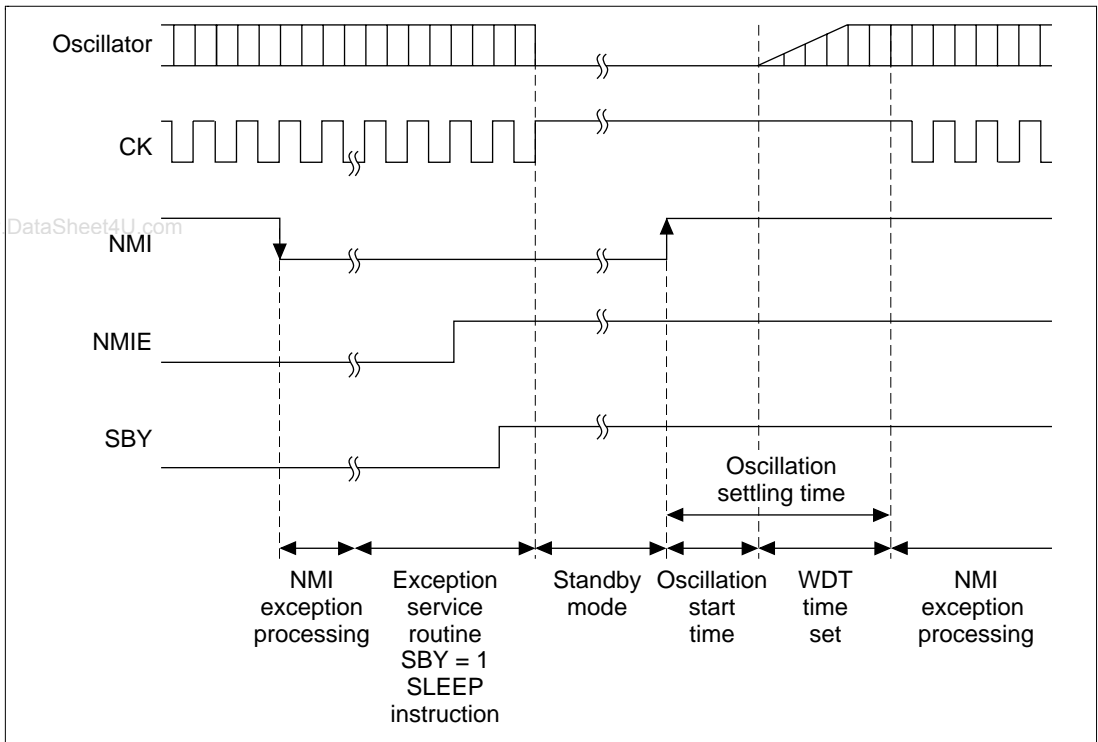 Oscillator
CK
DataSheet4U.com
NMI
NMIE
SBY
Oscillation
settling time
NMI
exception
processing
Exception
service
routine
SBY = 1
SLEEP
instruction
Standby
mode
Oscillation
start
time
WDT
time
set
NMI
exception
processing